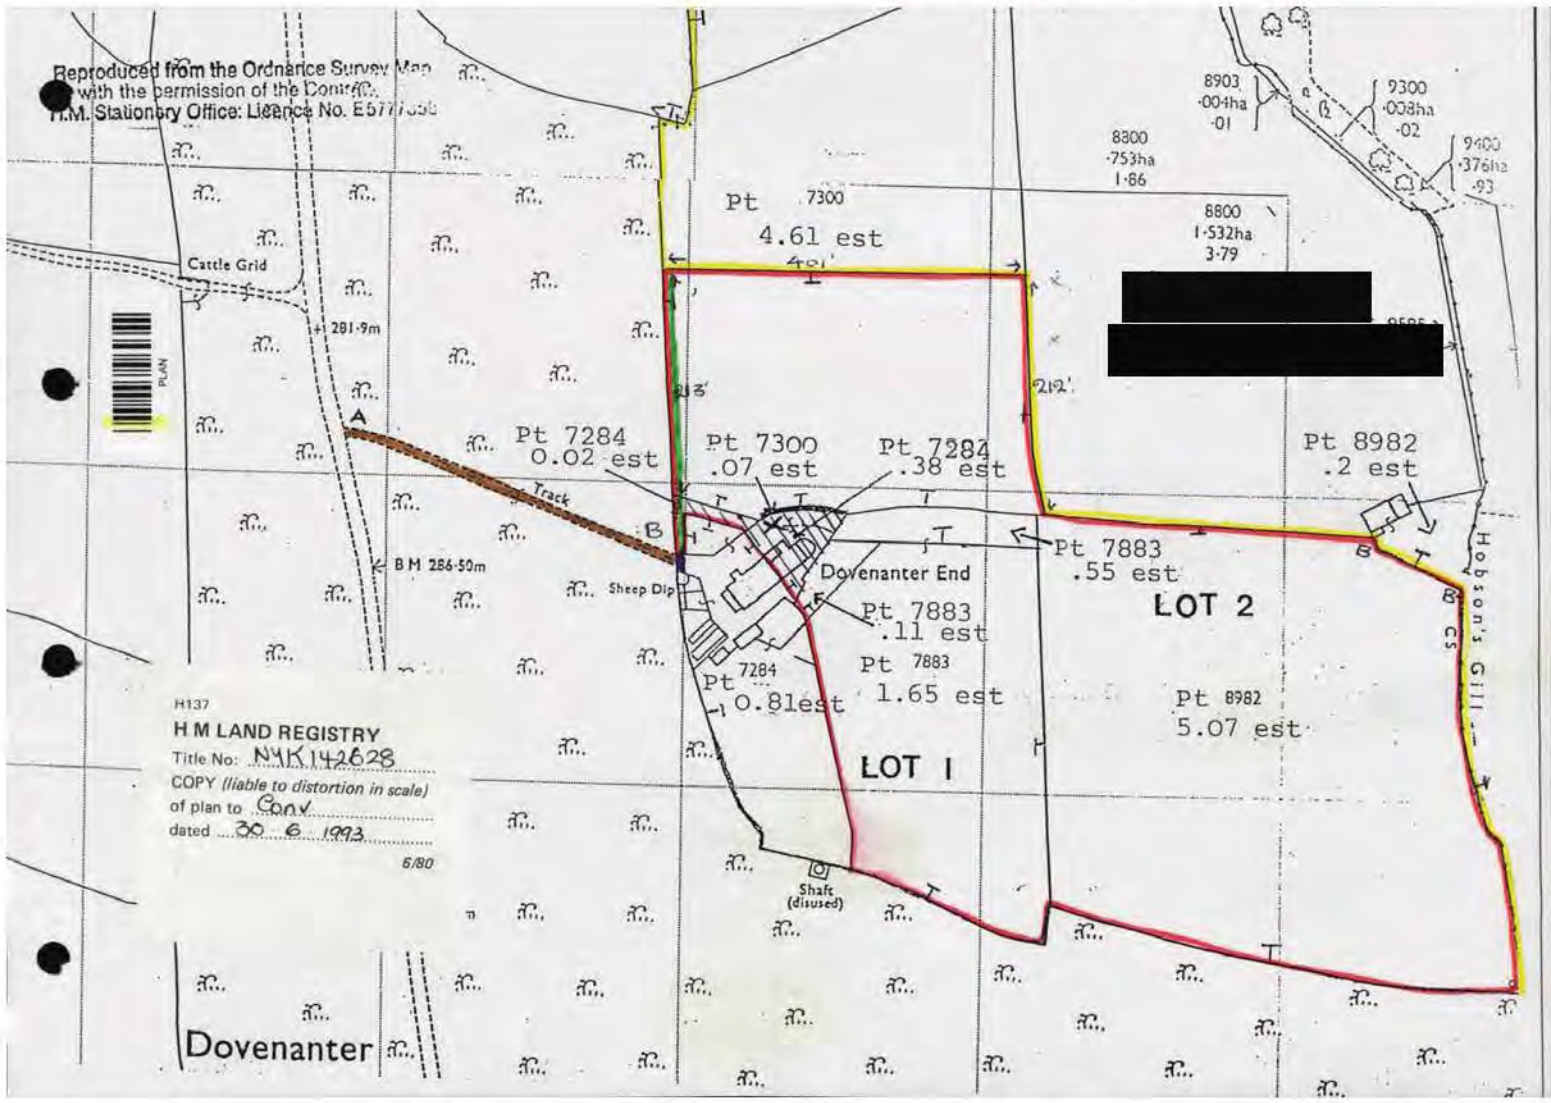 Reproduced from the Ordnance Survey Map
with the permission of the
H.M. Stationery Office: Licence No.
8903
·004ha
·01
9300
·008ha
·02
9400
·376ha
·93
8300
·753ha
1·86
8800
1·532ha
3·79
Pt 7300
4.61 est
401'
Cattle Grid
281·9m
PLAN
A
213'
212'
Pt 7284
0.02 est
Pt 7300
.07 est
Pt 7284
.38 est
Pt 8982
.2 est
Track
B
B M 286·50m
Sheep Dip
Dovenanter End
Pt 7883
.55 est
B
B
Hobson's Gill
CS
LOT 2
Pt 7883
.11 est
Pt 7883
1.65 est
Pt 7284
0.81est
Pt 8982
5.07 est
LOT 1
H137
H M LAND REGISTRY
Title No: NYK142628
COPY (liable to distortion in scale)
of plan to Conv
dated 30 6 1993
6/80
Shaft
(disused)
Dovenanter